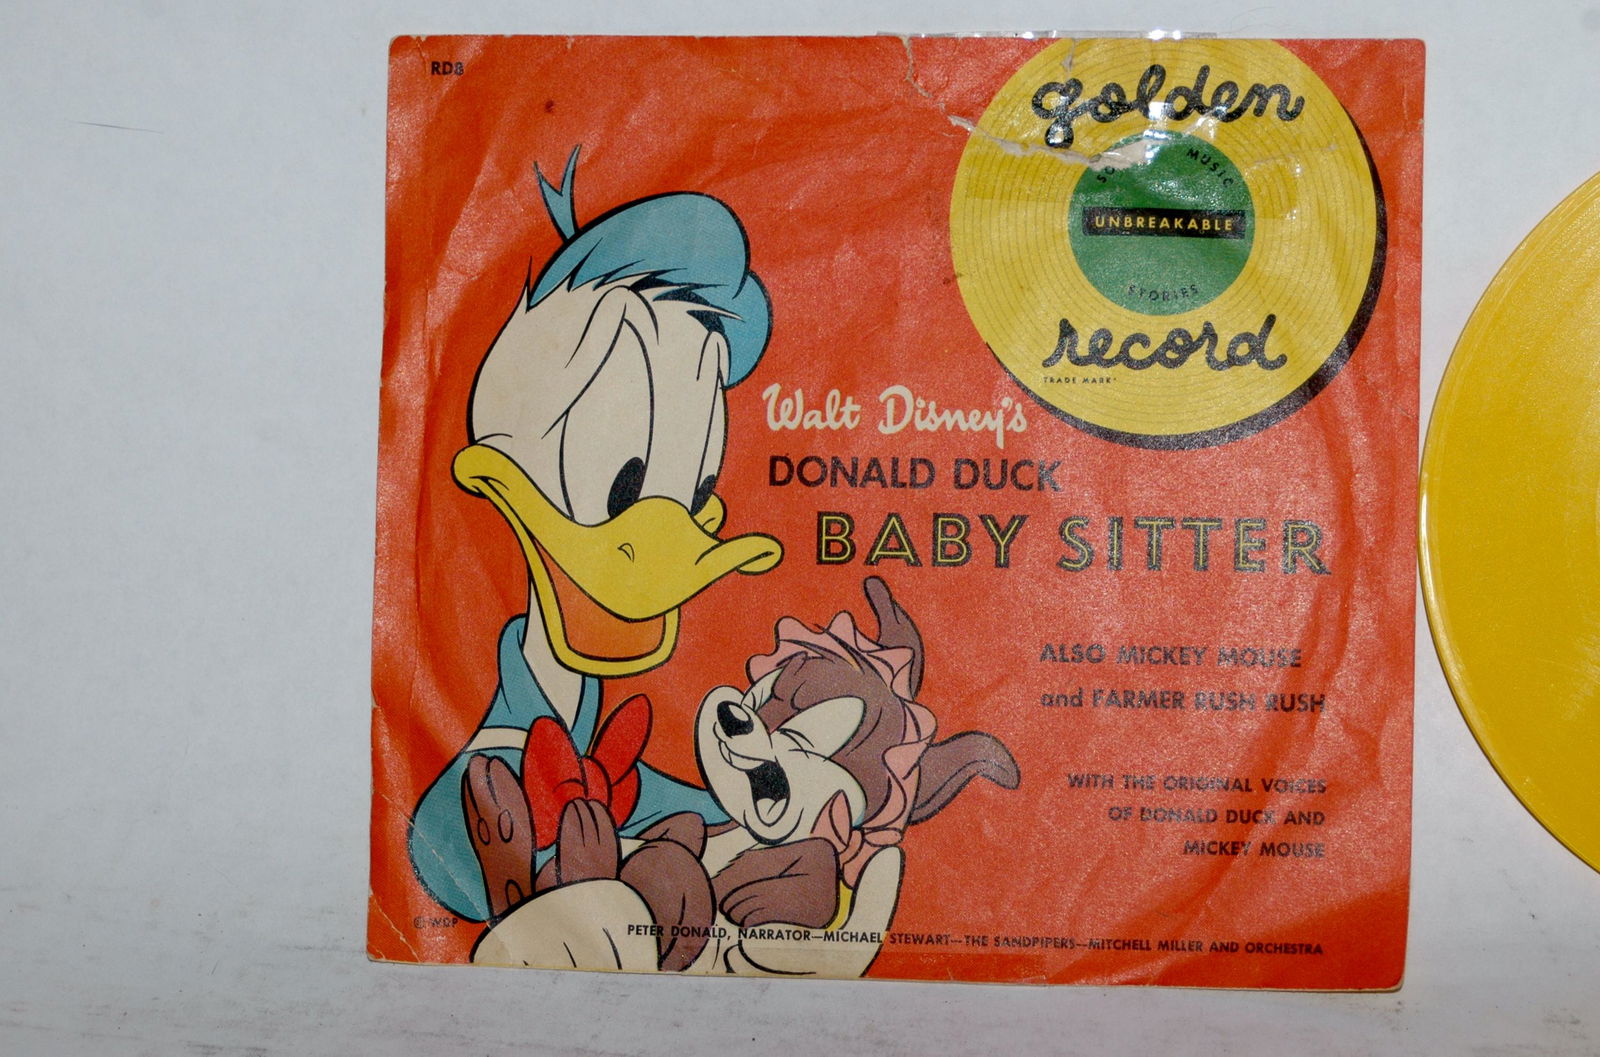 RD8
golden
SONGS MUSIC
UNBREAKABLE
STORIES
record
TRADE MARK
Walt Disney's
DONALD DUCK
BABY SITTER
ALSO MICKEY MOUSE
and FARMER RUSH RUSH
WITH THE ORIGINAL VOICES
OF DONALD DUCK AND
MICKEY MOUSE
© WDP
PETER DONALD, NARRATOR—MICHAEL STEWART—THE SANDPIPERS—MITCHELL MILLER AND ORCHESTRA